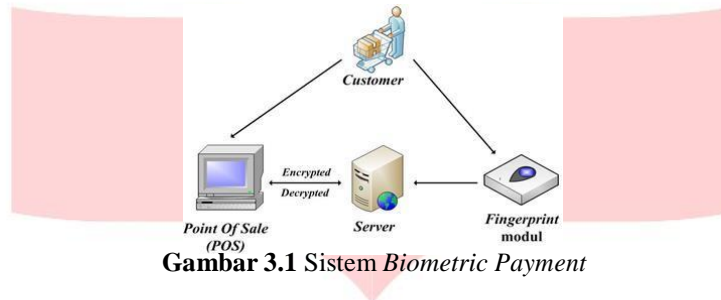 Customer
Encrypted
Decrypted
Point Of Sale
(POS)
Server
Fingerprint
modul
Gambar 3.1 Sistem Biometric Payment